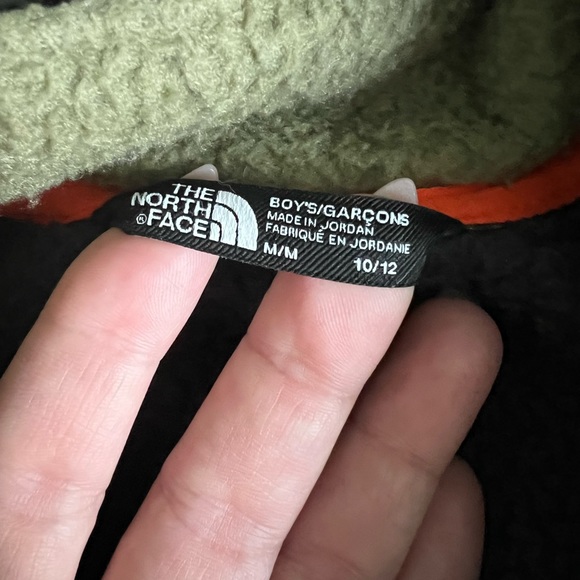 THE
NORTH
®FACE
BOY'S/GARÇONS
MADE IN JORDAN
FABRIQUÉ EN JORDANIE
M/M 10/12